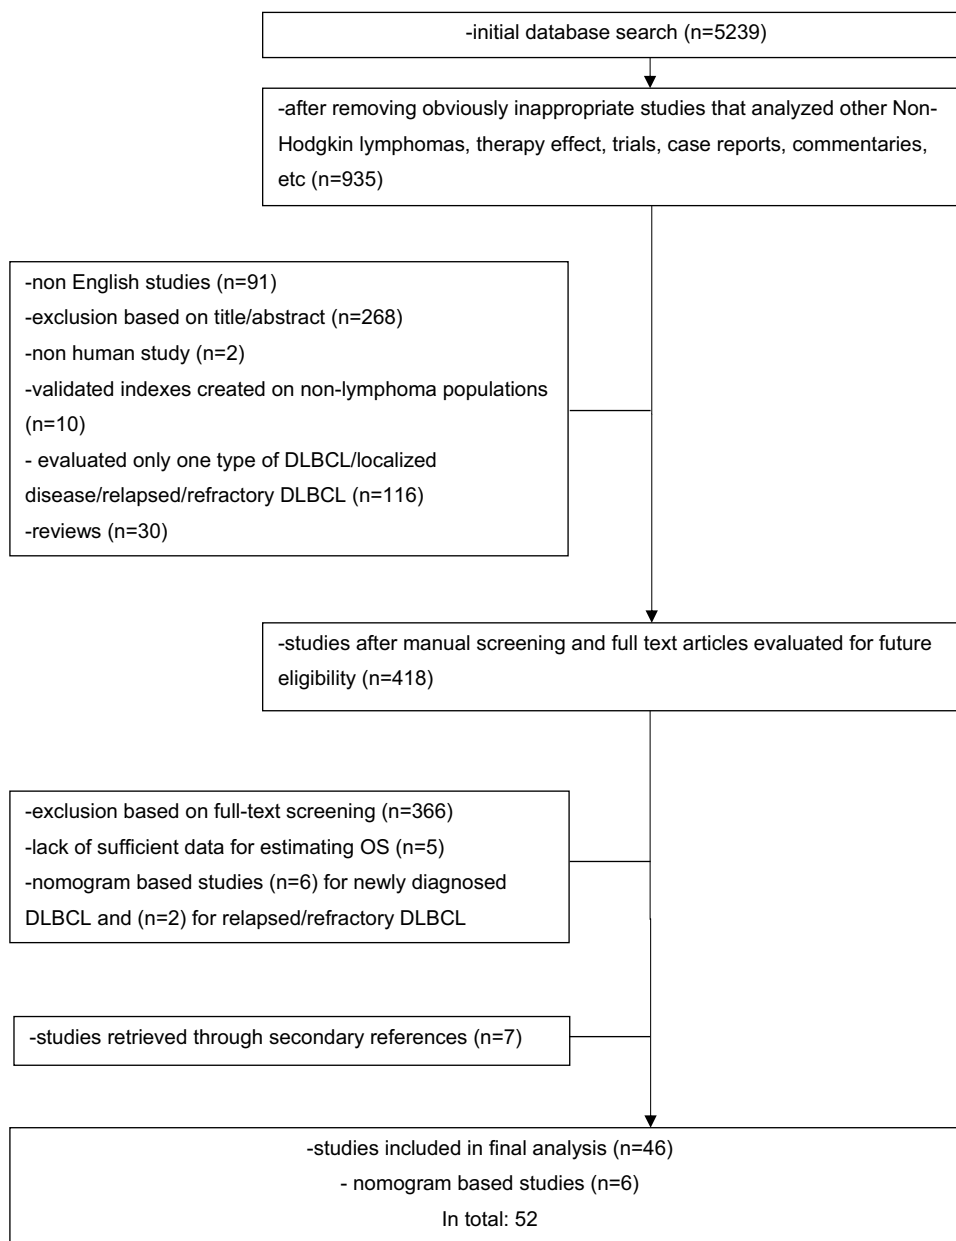 -initial database search (n=5239)
-after removing obviously inappropriate studies that analyzed other Non-
Hodgkin lymphomas, therapy effect, trials, case reports, commentaries,
etc (n=935)
-non English studies (n=91)
-exclusion based on title/abstract (n=268)
-non human study (n=2)
-validated indexes created on non-lymphoma populations
(n=10)
- evaluated only one type of DLBCL/localized
disease/relapsed/refractory DLBCL (n=116)
-reviews (n=30)
-studies after manual screening and full text articles evaluated for future
eligibility (n=418)
-exclusion based on full-text screening (n=366)
-lack of sufficient data for estimating OS (n=5)
-nomogram based studies (n=6) for newly diagnosed
DLBCL and (n=2) for relapsed/refractory DLBCL
-studies retrieved through secondary references (n=7)
-studies included in final analysis (n=46)
- nomogram based studies (n=6)
In total: 52